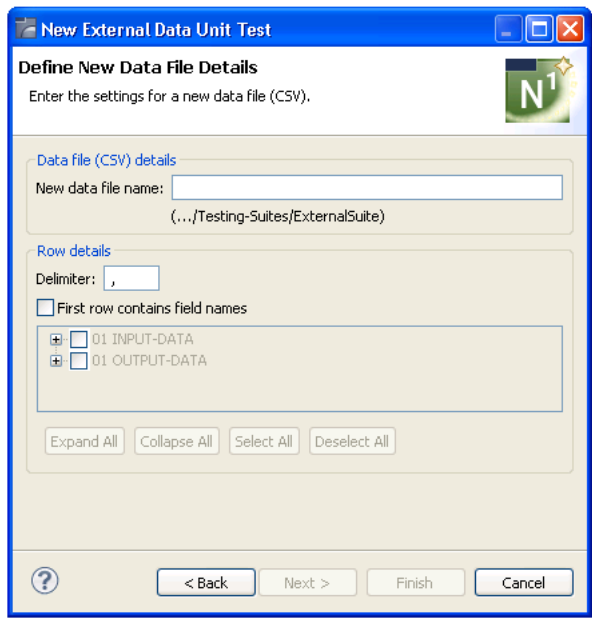 New External Data Unit Test
Define New Data File Details
Enter the settings for a new data file (CSV).
N1
Data file (CSV) details
New data file name:
(.../Testing-Suites/ExternalSuite)
Row details
Delimiter: ,
First row contains field names
01 INPUT-DATA
01 OUTPUT-DATA
Expand All Collapse All Select All Deselect All
? < Back Next > Finish Cancel